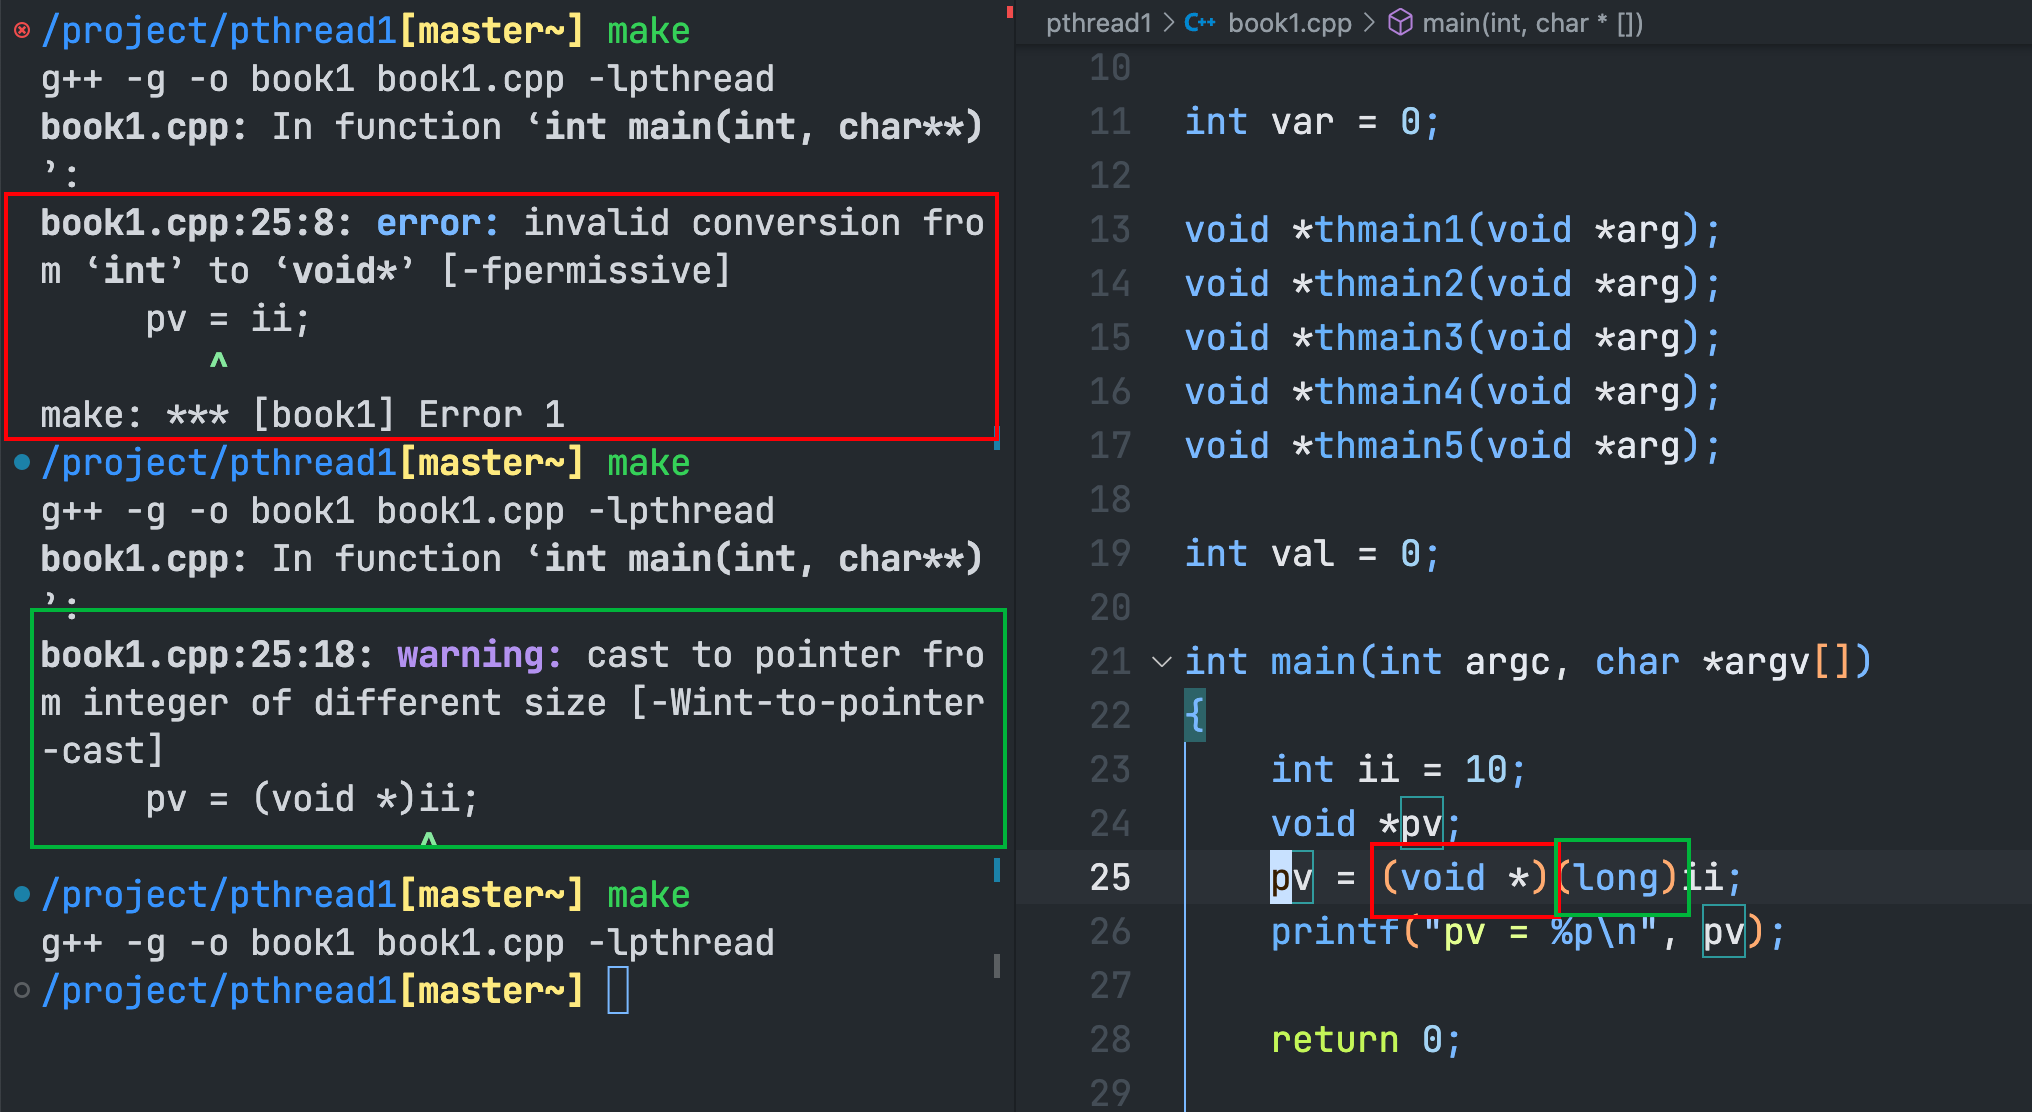 /project/pthread1[master~] make
g++ -g -o book1 book1.cpp -lpthread
book1.cpp: In function ‘int main(int, char**)
’:
book1.cpp:25:8: error: invalid conversion fro
m ‘int’ to ‘void*’ [-fpermissive]
     pv = ii;
        ^
make: *** [book1] Error 1
/project/pthread1[master~] make
g++ -g -o book1 book1.cpp -lpthread
book1.cpp: In function ‘int main(int, char**)
’:
book1.cpp:25:18: warning: cast to pointer fro
m integer of different size [-Wint-to-pointer
-cast]
     pv = (void *)ii;
                  ^
/project/pthread1[master~] make
g++ -g -o book1 book1.cpp -lpthread
/project/pthread1[master~]
pthread1 > C++ book1.cpp > main(int, char * [])
10
11 int var = 0;
12
13 void *thmain1(void *arg);
14 void *thmain2(void *arg);
15 void *thmain3(void *arg);
16 void *thmain4(void *arg);
17 void *thmain5(void *arg);
18
19 int val = 0;
20
21 int main(int argc, char *argv[])
22 {
23     int ii = 10;
24     void *pv;
25     pv = (void *)(long)ii;
26     printf("pv = %p\n", pv);
27
28     return 0;
29